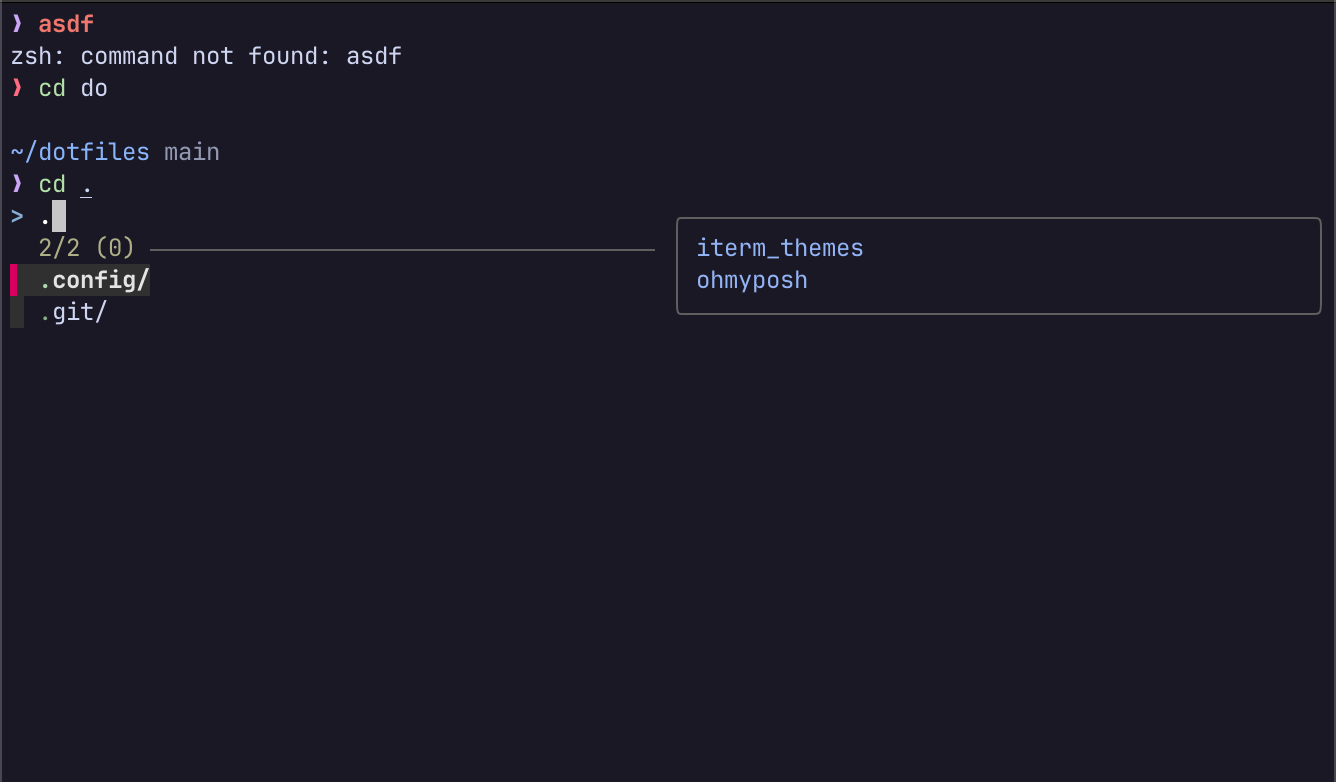 ❯ asdf
zsh: command not found: asdf
❯ cd do
~/dotfiles main
❯ cd .
> .
2/2 (0)
.config/
.git/
iterm_themes
ohmyposh